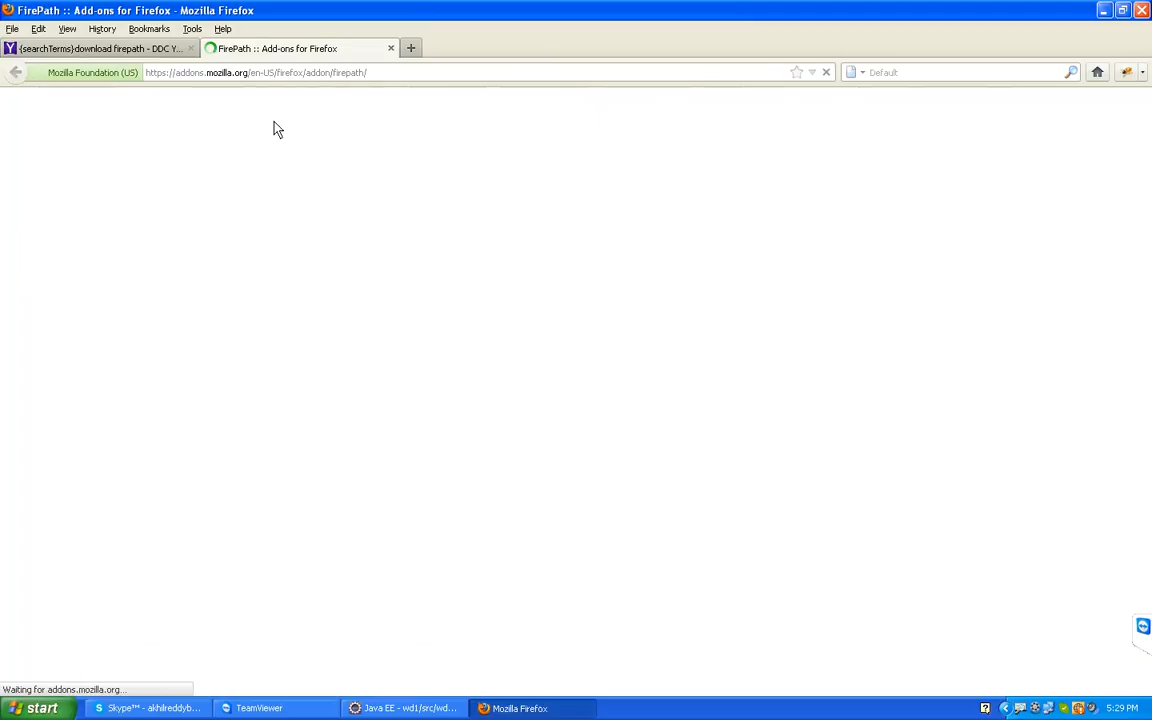 FirePath :: Add-ons for Firefox - Mozilla Firefox
File Edit View History Bookmarks Tools Help
{searchTerms}download firepath - DDC Y...
FirePath :: Add-ons for Firefox
Mozilla Foundation (US)
https://addons.mozilla.org/en-US/firefox/addon/firepath/
Default
Waiting for addons.mozilla.org...
start
Skype™ - akhilreddyb...
TeamViewer
Java EE - wd1/src/wd...
Mozilla Firefox
5:29 PM